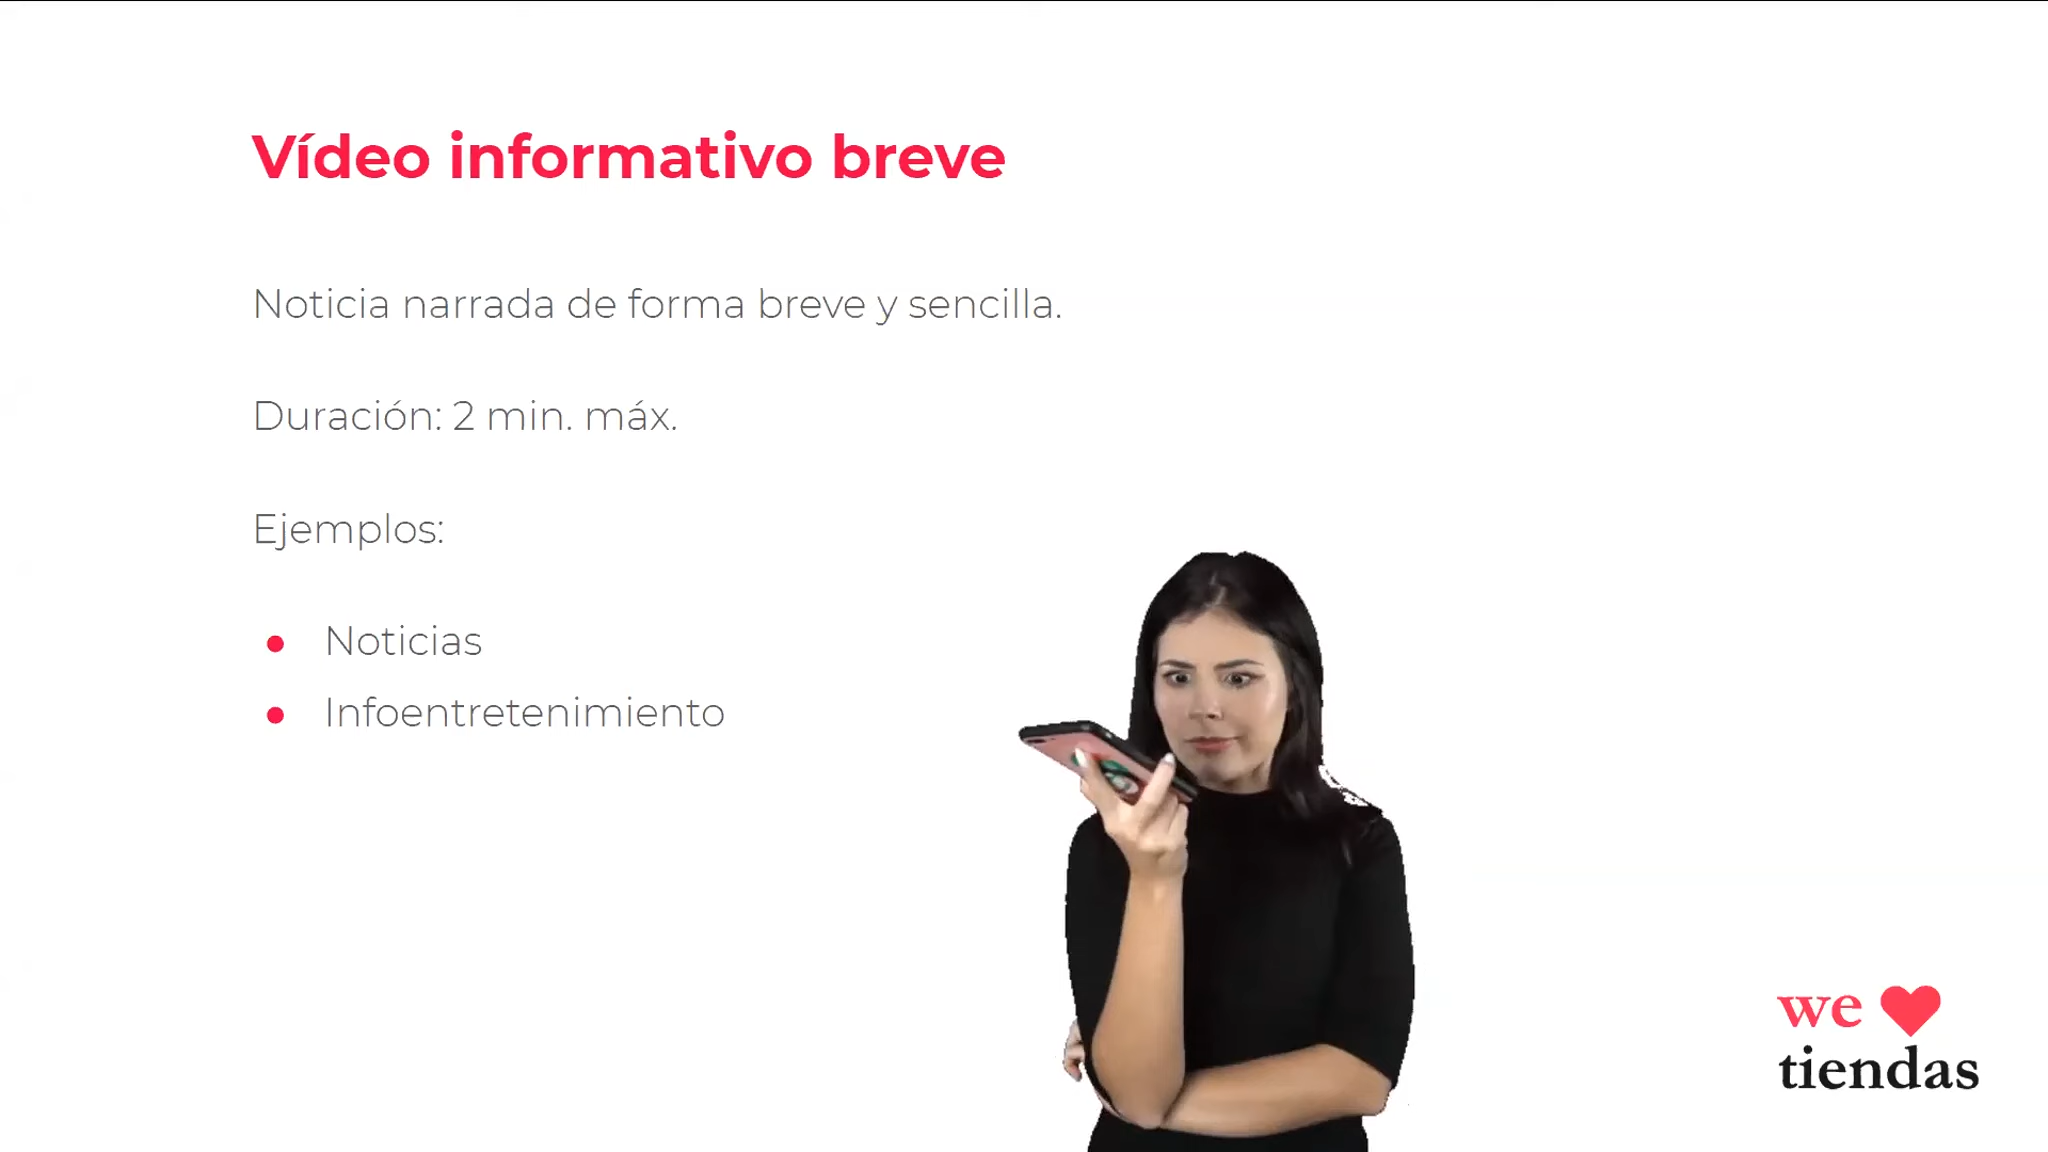 Vídeo informativo breve
Noticia narrada de forma breve y sencilla.
Duración: 2 min. máx.
Ejemplos:
● Noticias
● Infoentretenimiento
we
tiendas